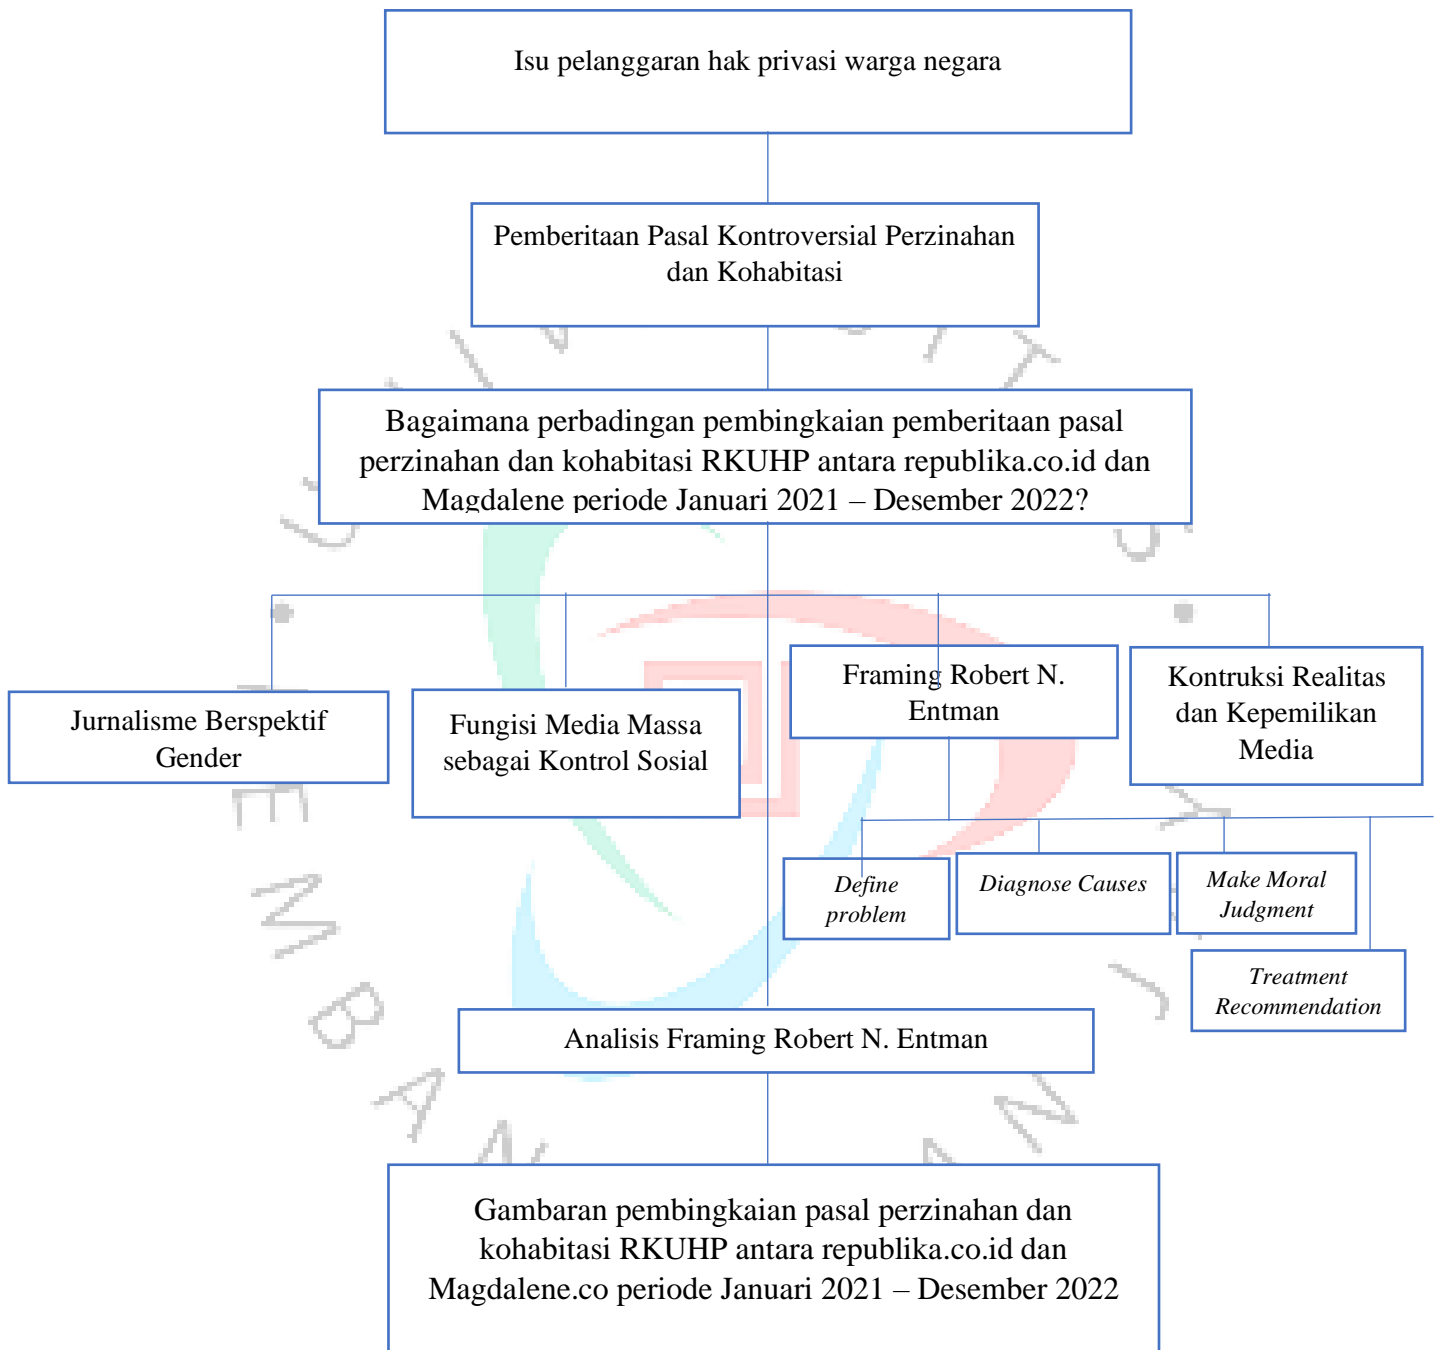 Isu pelanggaran hak privasi warga negara
Pemberitaan Pasal Kontroversial Perzinahan
dan Kohabitasi
Bagaimana perbadingan pembingkaian pemberitaan pasal
perzinahan dan kohabitasi RKUHP antara republika.co.id dan
Magdalene periode Januari 2021 – Desember 2022?
Jurnalisme Berspektif
Gender
Fungisi Media Massa
sebagai Kontrol Sosial
Framing Robert N.
Entman
Kontruksi Realitas
dan Kepemilikan
Media
Define
problem
Diagnose Causes
Make Moral
Judgment
Treatment
Recommendation
Analisis Framing Robert N. Entman
Gambaran pembingkaian pasal perzinahan dan
kohabitasi RKUHP antara republika.co.id dan
Magdalene.co periode Januari 2021 – Desember 2022